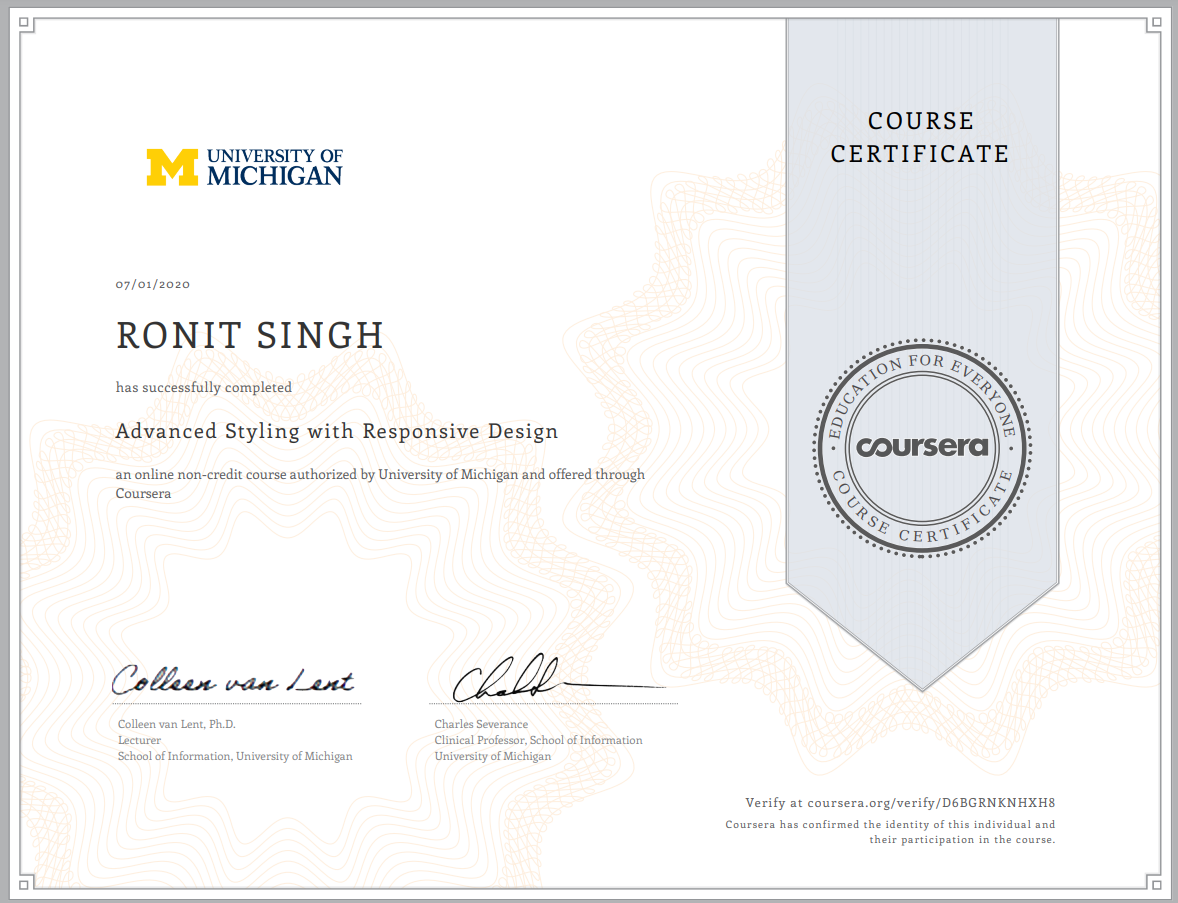 COURSE
CERTIFICATE
UNIVERSITY OF
MICHIGAN
07/01/2020
RONIT SINGH
has successfully completed
Advanced Styling with Responsive Design
an online non-credit course authorized by University of Michigan and offered through
Coursera
EDUCATION FOR EVERYONE
coursera
COURSE CERTIFICATE
Colleen van Lent
Colleen van Lent, Ph.D.
Lecturer
School of Information, University of Michigan
Charles Severance
Clinical Professor, School of Information
University of Michigan
Verify at coursera.org/verify/D6BGRNKNHXH8
Coursera has confirmed the identity of this individual and
their participation in the course.